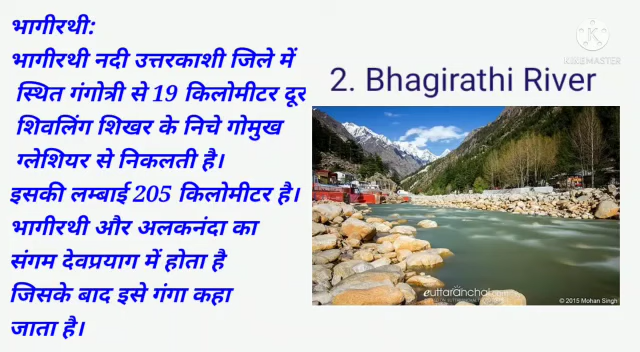 भागीरथी:
भागीरथी नदी उत्तरकाशी जिले में
स्थित गंगोत्री से 19 किलोमीटर दूर
शिवलिंग शिखर के निचे गोमुख
ग्लेशियर से निकलती है।
इसकी लम्बाई 205 किलोमीटर है।
भागीरथी और अलकनंदा का
संगम देवप्रयाग में होता है
जिसके बाद इसे गंगा कहा
जाता है।
KINEMASTER
2. Bhagirathi River
euttaranchal.com
© 2015 Mohan Singh